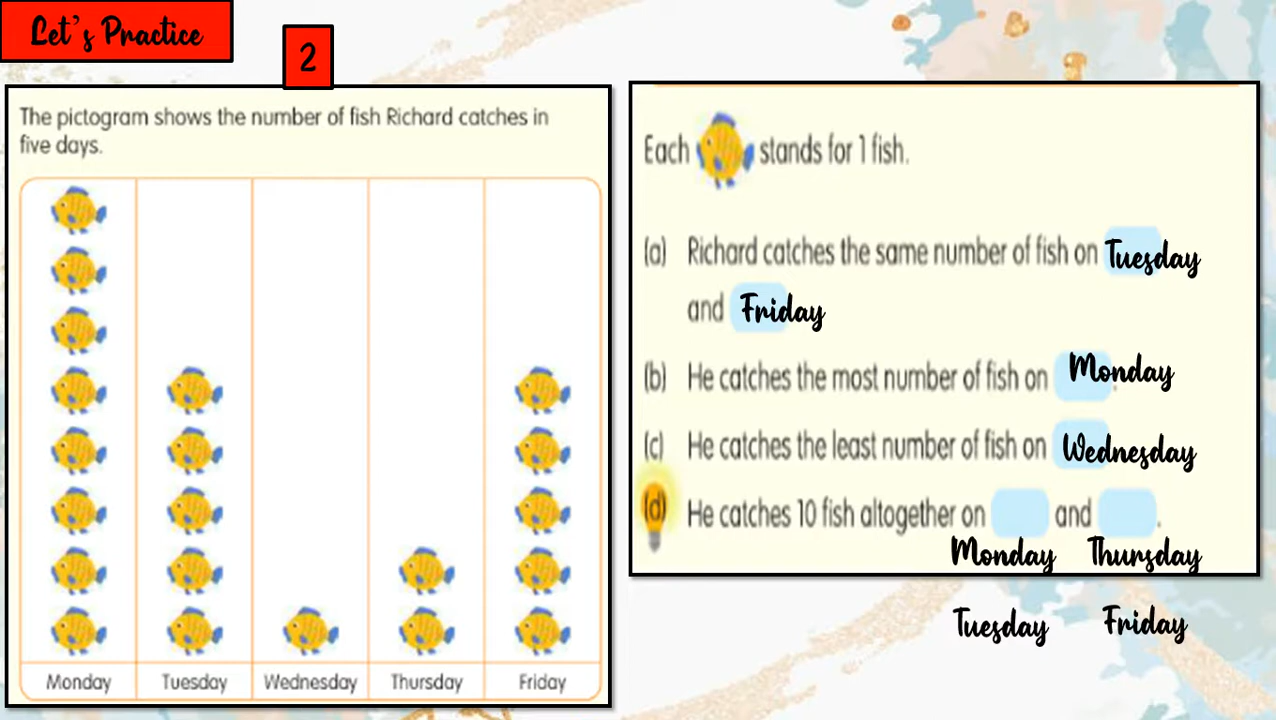 Let's Practice
2
The pictogram shows the number of fish Richard catches in
five days.
Monday Tuesday Wednesday Thursday Friday
Each stands for 1 fish.
(a) Richard catches the same number of fish on Tuesday
and Friday
(b) He catches the most number of fish on Monday.
(c) He catches the least number of fish on Wednesday
(d) He catches 10 fish altogether on and .
Monday Thursday
Tuesday Friday